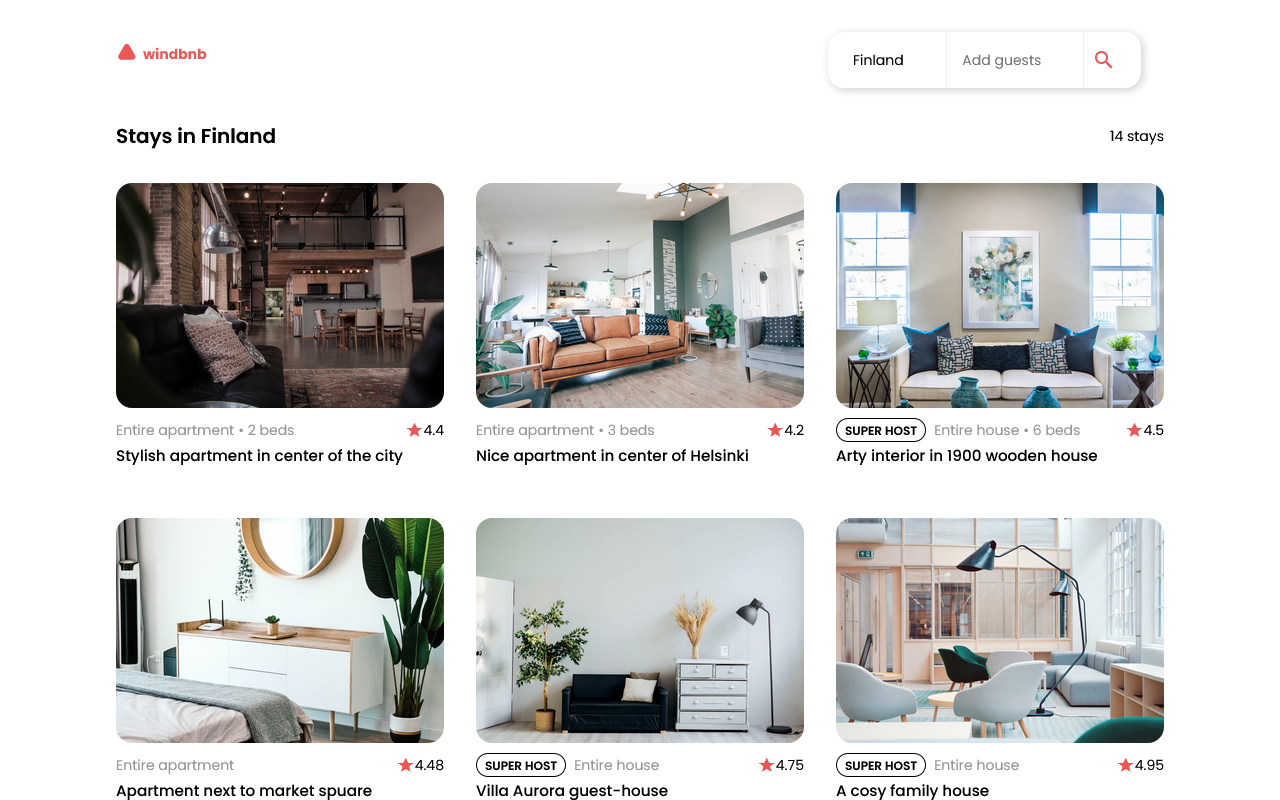 windbnb
Finland
Add guests
Stays in Finland
14 stays
Entire apartment • 2 beds
4.4
Stylish apartment in center of the city
Entire apartment • 3 beds
4.2
Nice apartment in center of Helsinki
SUPER HOST
Entire house • 6 beds
4.5
Arty interior in 1900 wooden house
Entire apartment
4.48
Apartment next to market spuare
SUPER HOST
Entire house
4.75
Villa Aurora guest-house
SUPER HOST
Entire house
4.95
A cosy family house